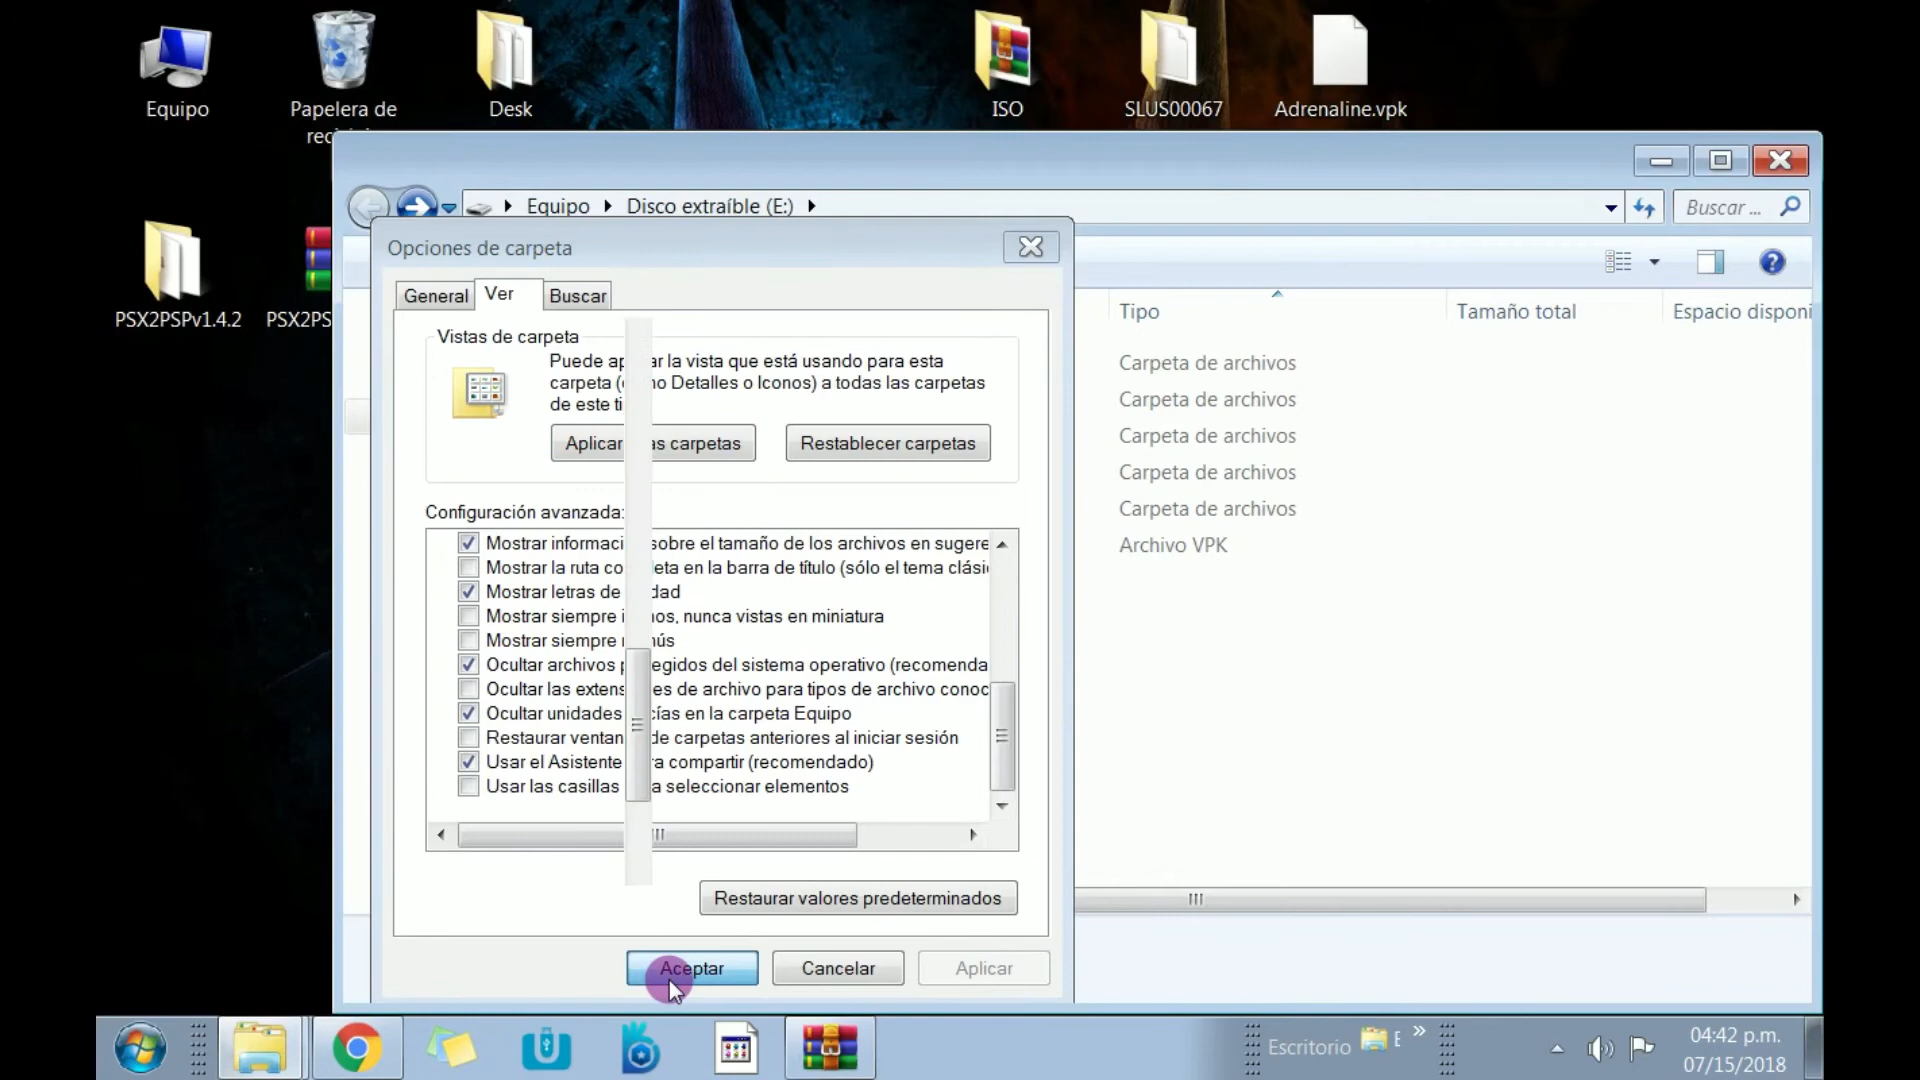 Equipo
Papelera de
Desk
ISO
SLUS00067
Adrenaline.vpk
PSX2PSPv1.4.2
PSX2PS
Equipo
Disco extraíble (E:)
Buscar ...
Opciones de carpeta
General
Ver
Buscar
Vistas de carpeta
Puede ar la vista que está usando para esta
carpeta ( no Detalles o Iconos) a todas las carpetas
de este
Aplicar as carpetas
Restablecer carpetas
Configuración avanzada:
Mostrar informaci sobre el tamaño de los archivos en sugere
Mostrar la ruta co eta en la barra de título (sólo el tema clási
Mostrar letras de dad
Mostrar siempre nos, nunca vistas en miniatura
Mostrar siempre nús
Ocultar archivos p egidos del sistema operativo (recomenda
Ocultar las extens es de archivo para tipos de archivo conoc
Ocultar unidades cías en la carpeta Equipo
Restaurar ventan de carpetas anteriores al iniciar sesión
Usar el Asistente ra compartir (recomendado)
Usar las casillas a seleccionar elementos
Restaurar valores predeterminados
Aceptar
Cancelar
Aplicar
Tipo
Tamaño total
Espacio disponi
Carpeta de archivos
Carpeta de archivos
Carpeta de archivos
Carpeta de archivos
Carpeta de archivos
Archivo VPK
Escritorio
E
04:42 p.m.
07/15/2018